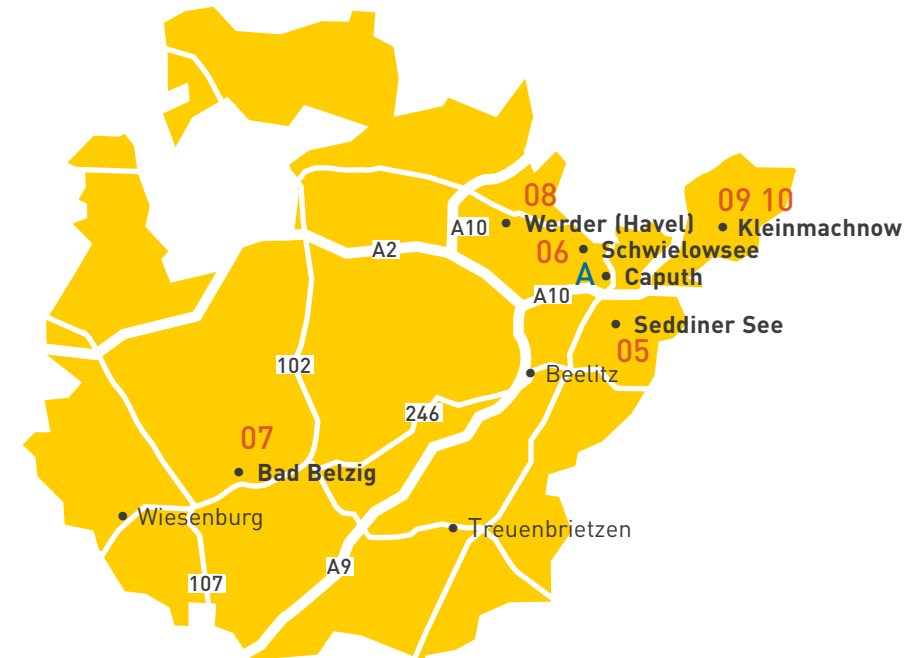 08
09 10
A10
Werder (Havel)
Kleinmachnow
A2
06
Schwielowsee
A
Caputh
A10
Seddiner See
05
102
Beelitz
246
07
Bad Belzig
Wiesenburg
Treuenbrietzen
A9
107